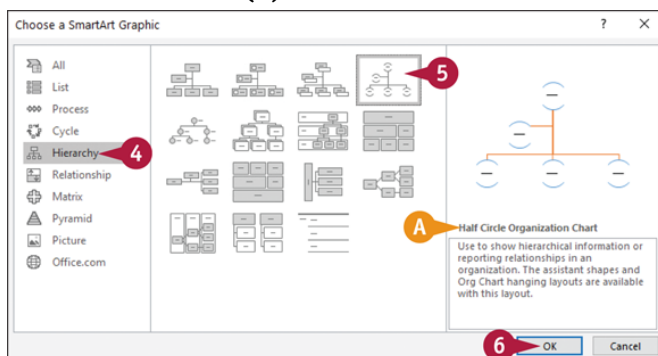 (s)
Choose a SmartArt Graphic ? ×
All
List
Process
Cycle
Hierarchy
Relationship
Matrix
Pyramid
Picture
Office.com
4
5
A
Half Circle Organization Chart
Use to show hierarchical information or
reporting relationships in an
organization. The assistant shapes and
Org Chart hanging layouts are available
with this layout.
6
OK Cancel